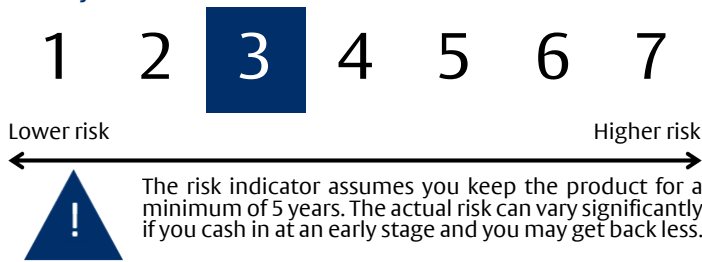 1 2 3 4 5 6 7
Lower risk Higher risk
!
The risk indicator assumes you keep the product for a
minimum of 5 years. The actual risk can vary significantly
if you cash in at an early stage and you may get back less.